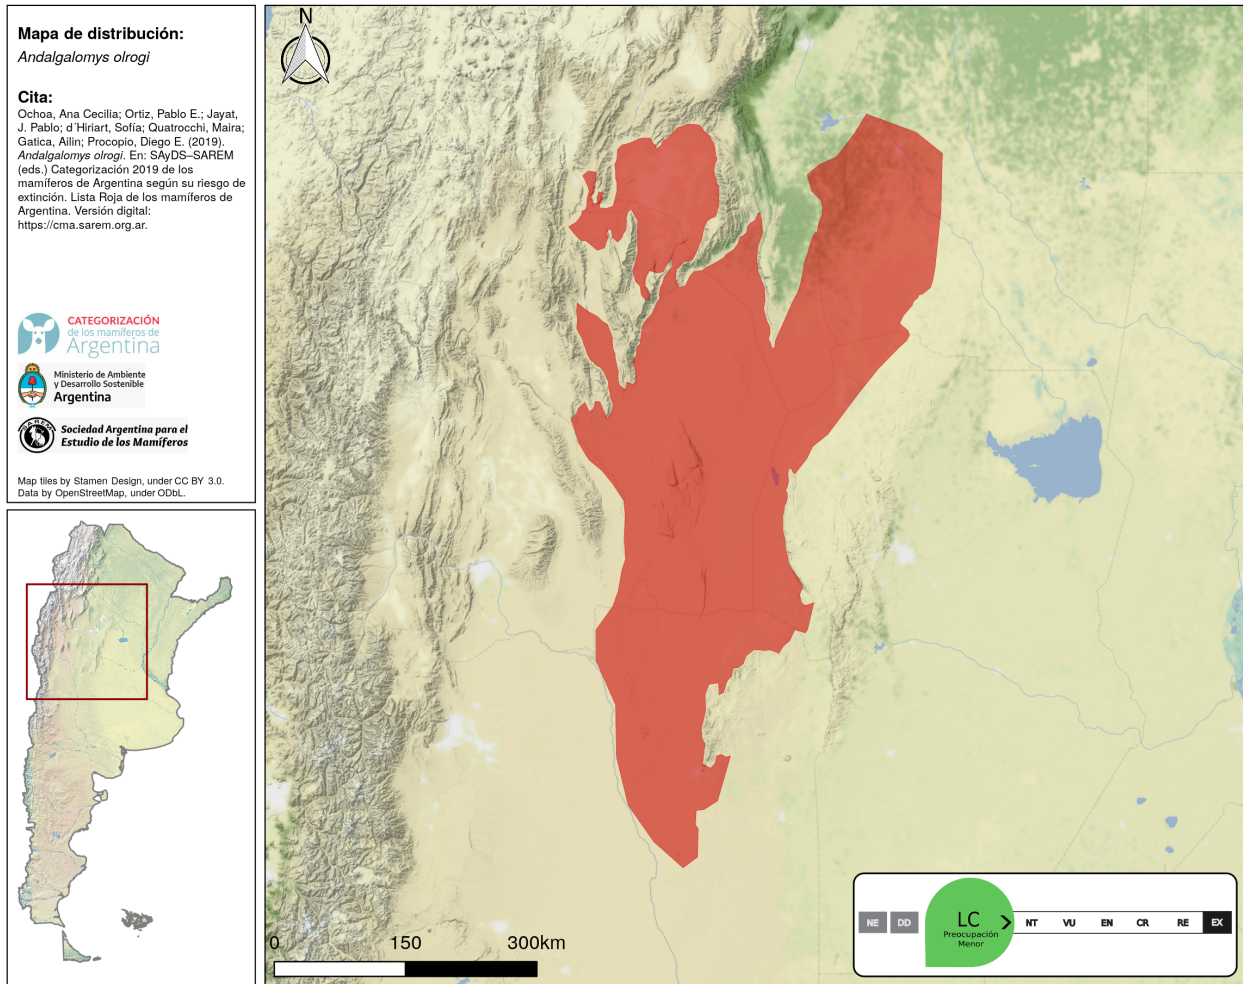 Mapa de distribución:
Andalgalomys olrogi
Cita:
Ochoa, Ana Cecilia; Ortiz, Pablo E.; Jayat,
J. Pablo; d´Hiriart, Sofía; Quatrocchi, Maira;
Gatica, Ailin; Procopio, Diego E. (2019).
Andalgalomys olrogi. En: SAyDS–SAREM
(eds.) Categorización 2019 de los
mamíferos de Argentina según su riesgo de
extinción. Lista Roja de los mamíferos de
Argentina. Versión digital:
https://cma.sarem.org.ar.
CATEGORIZACIÓN
de los mamíferos de
Argentina
Ministerio de Ambiente
y Desarrollo Sostenible
Argentina
SAREM
Sociedad Argentina para el
Estudio de los Mamíferos
Map tiles by Stamen Design, under CC BY 3.0.
Data by OpenStreetMap, under ODbL.
N
0 150 300km
NE DD LC NT VU EN CR RE EX
Preocupación
Menor